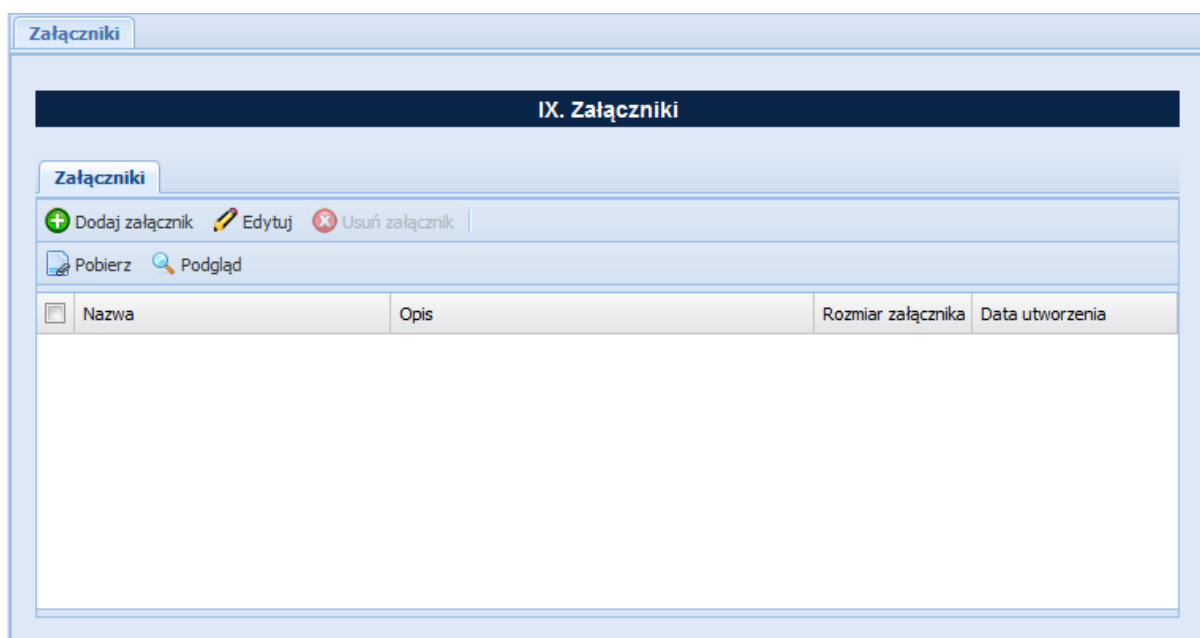 Załączniki
IX. Załączniki
Załączniki
Dodaj załącznik Edytuj Usuń załącznik
Pobierz Podgląd
Nazwa Opis Rozmiar załącznika Data utworzenia